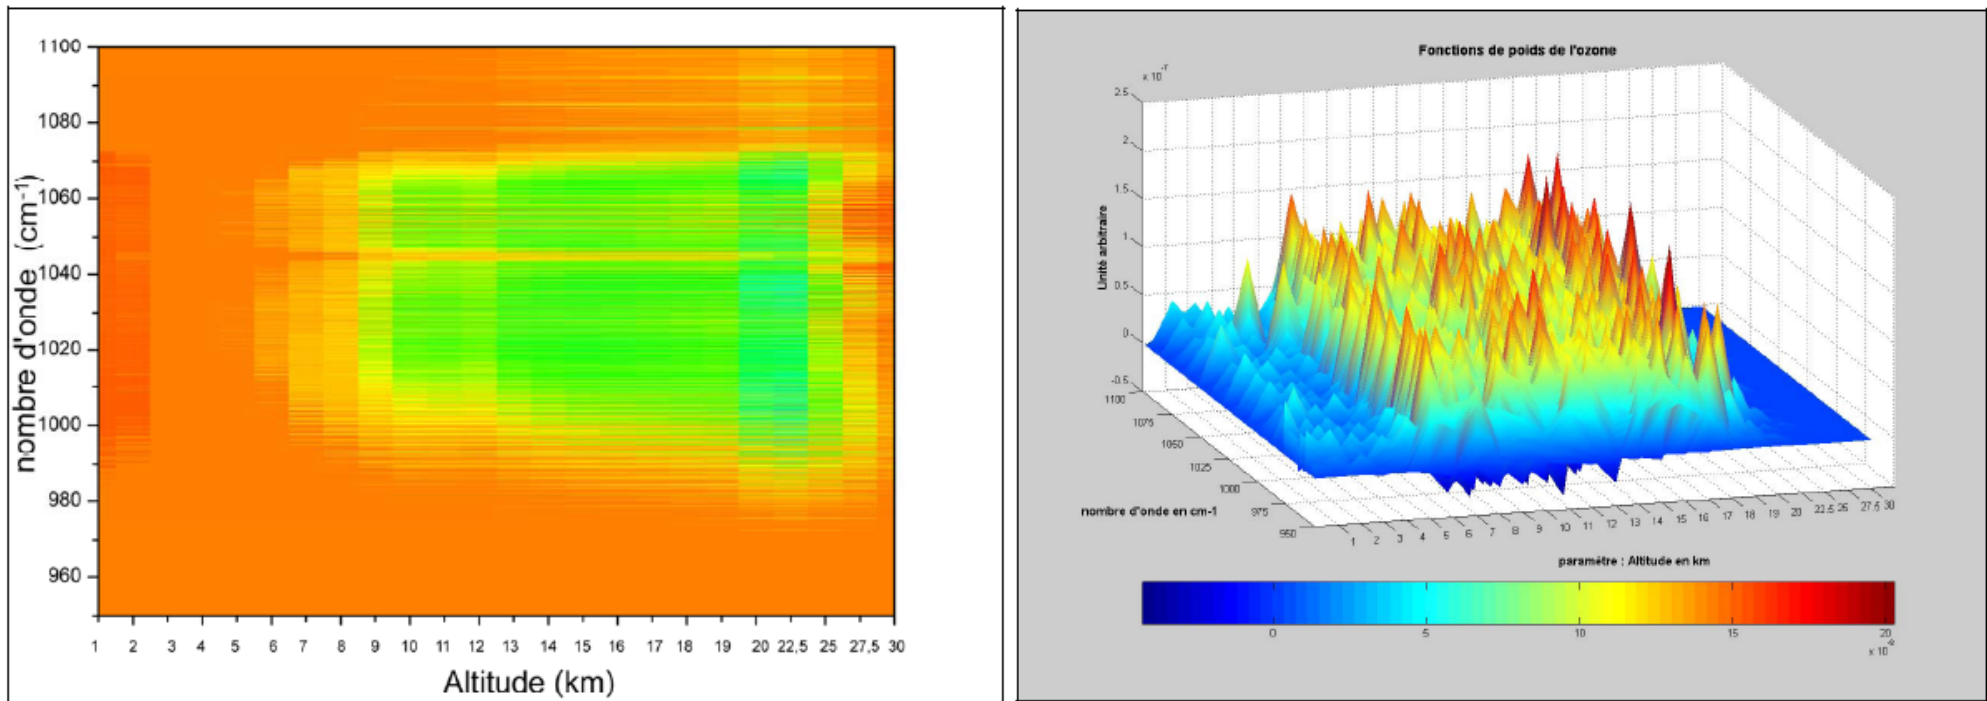 1100
1080
1060
1040
1020
1000
980
960
nombre d'onde (cm-1)
1 2 3 4 5 6 7 8 9 10 11 12 13 14 15 16 17 18 19 20 22,5 25 27,5 30
Altitude (km)
Fonctions de poids de l'ozone
2.5
2
1.5
1
0.5
0
-0.5
Unité arbitraire
1100
1075
1050
1025
1000
975
950
nombre d'onde en cm-1
1 2 3 4 5 6 7 8 9 10 11 12 13 14 15 16 17 18 19 20 22.5 25 27.5 30
paramètre : Altitude en km
0 5 10 15 20